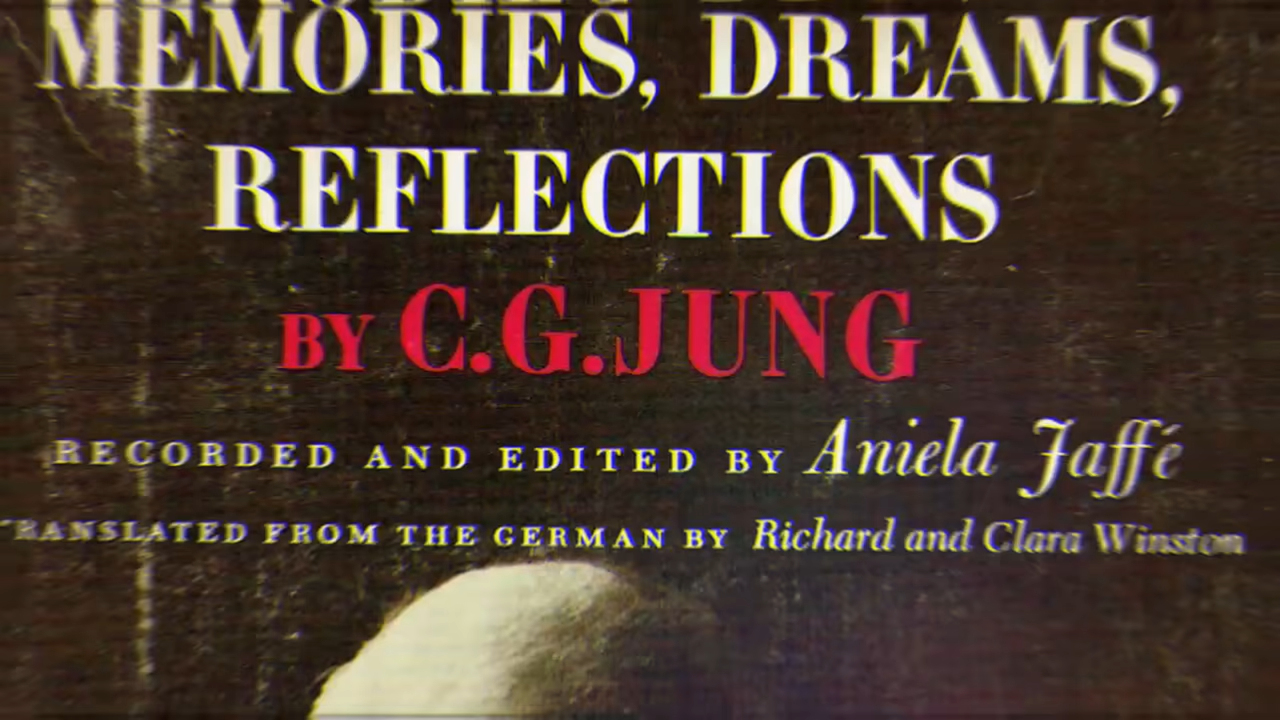 MEMORIES, DREAMS,
REFLECTIONS
BY C.G. JUNG
RECORDED AND EDITED BY Aniela Jaffé
TRANSLATED FROM THE GERMAN BY Richard and Clara Winston